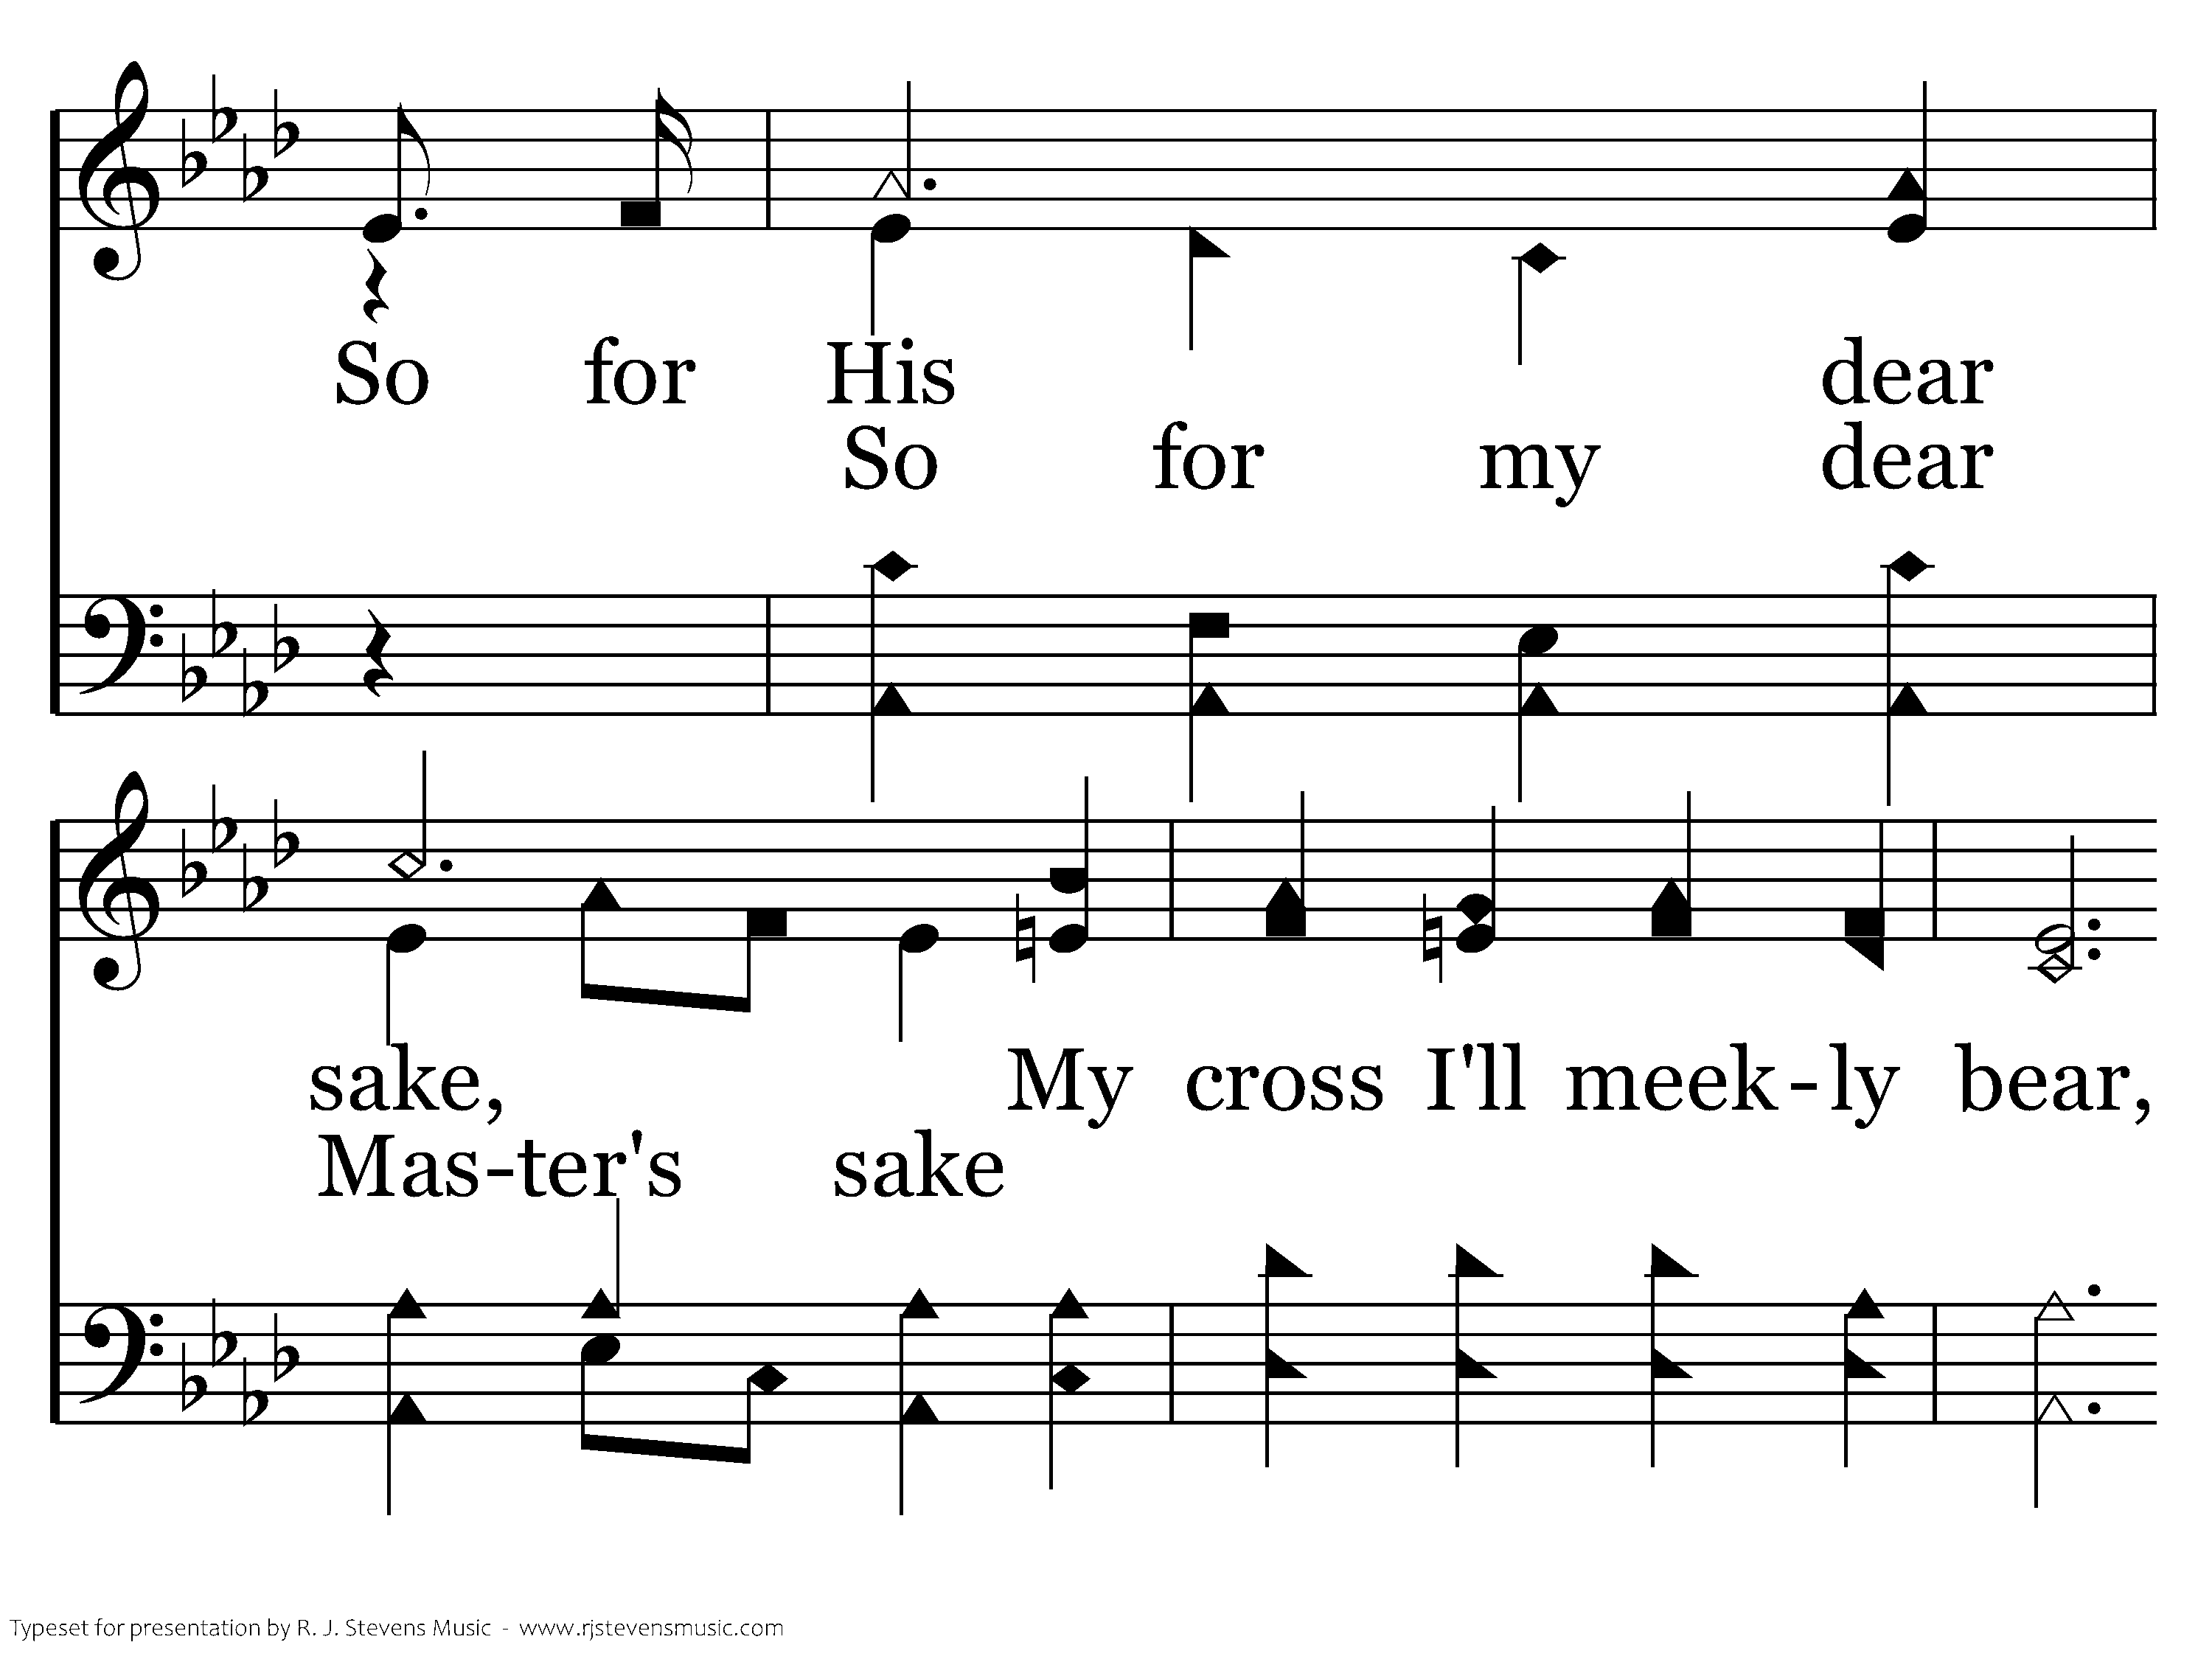 So for His dear
So for my dear
sake, My cross I'll meek-ly bear,
Mas-ter's sake
Typeset for presentation by R. J. Stevens Music - www.rjstevensmusic.com